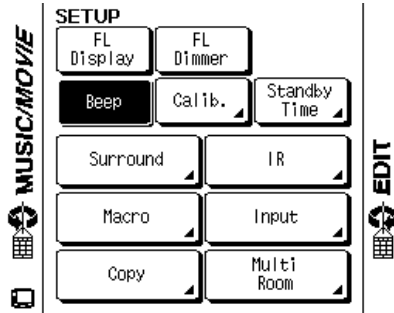 SETUP
FL
Display
FL
Dimmer
Beep
Calib.
Standby
Time
Surround
IR
Macro
Input
Copy
Multi
Room
MUSIC/MOVIE
EDIT